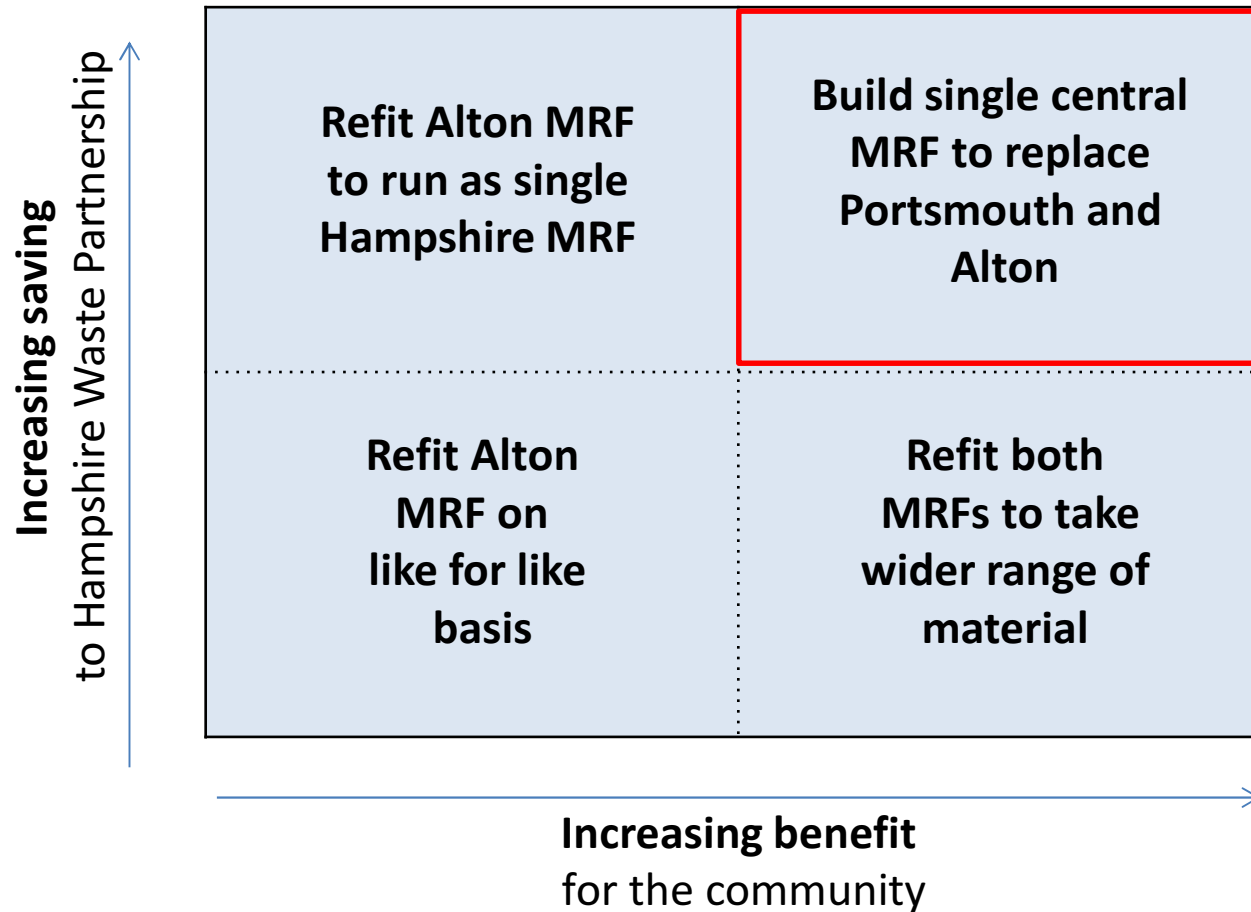 Increasing saving
to Hampshire Waste Partnership
Refit Alton MRF
to run as single
Hampshire MRF
Build single central
MRF to replace
Portsmouth and
Alton
Refit Alton
MRF on
like for like
basis
Refit both
MRFs to take
wider range of
material
Increasing benefit
for the community